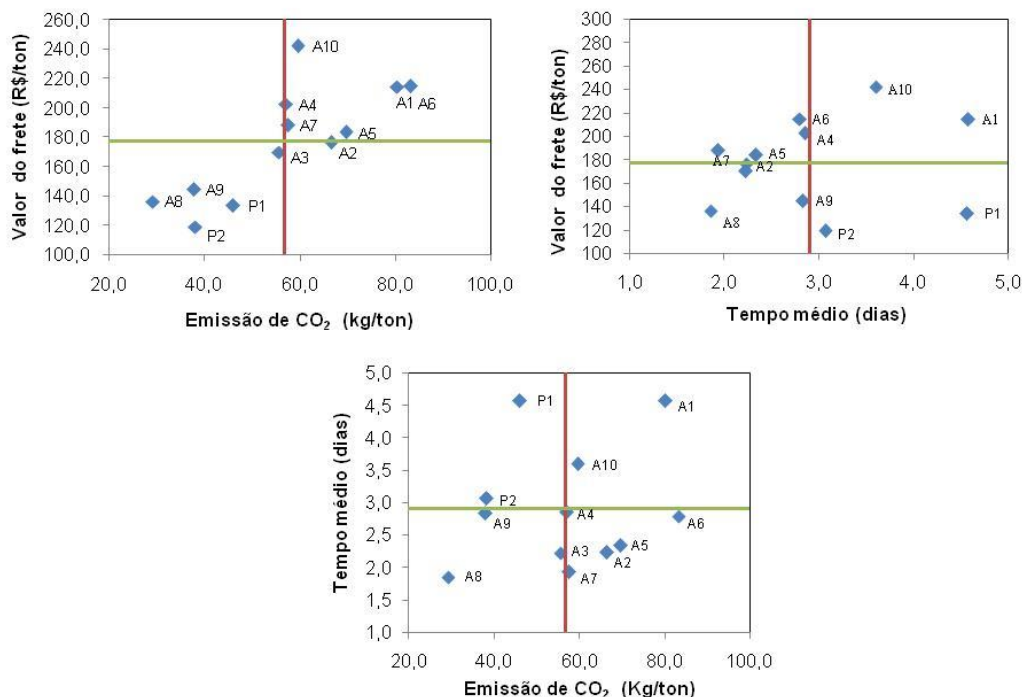 Valor do frete (R$/ton)
260,0
240,0
220,0
200,0
180,0
160,0
140,0
120,0
100,0
A10
A1 A6
A4
A7
A5
A3 A2
A9
A8 P1
P2
20,0 40,0 60,0 80,0 100,0
Emissão de CO₂ (kg/ton)
Valor do frete (R$/ton)
300
280
260
240
220
200
180
160
140
120
100
A10
A6 A1
A4
A7 A5
A2
A9
A8 P1
P2
1,0 2,0 3,0 4,0 5,0
Tempo médio (dias)
Tempo médio (dias)
5,0
4,5
4,0
3,5
3,0
2,5
2,0
1,5
1,0
P1 A1
A10
P2
A9 A4 A6
A3 A5
A2
A8 A7
20,0 40,0 60,0 80,0 100,0
Emissão de CO₂ (Kg/ton)